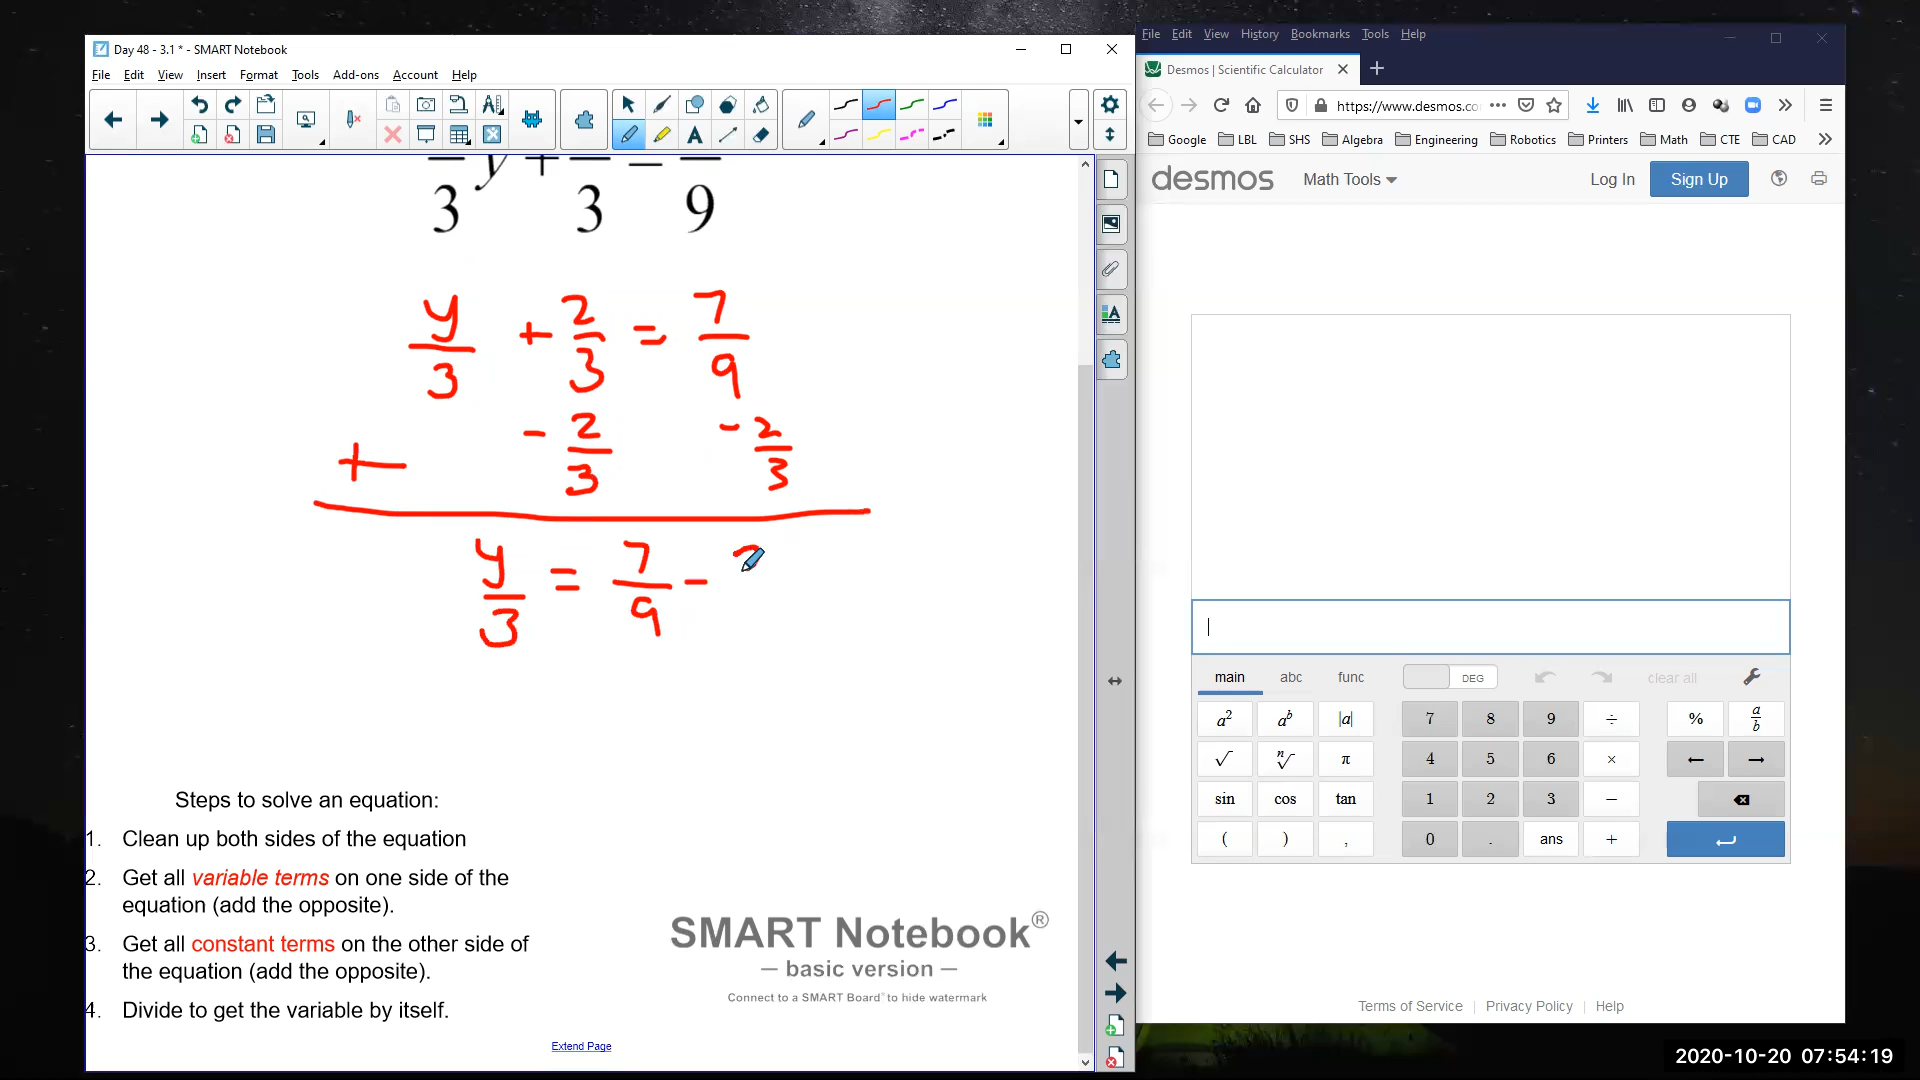 Day 48 - 3.1 * - SMART Notebook
File Edit View Insert Format Tools Add-ons Account Help
y + =
3 3 9
y/3 + 2/3 = 7/9
- 2/3 - 2/3
+
y/3 = 7/9 -
Steps to solve an equation:
1. Clean up both sides of the equation
2. Get all variable terms on one side of the
equation (add the opposite).
3. Get all constant terms on the other side of
the equation (add the opposite).
4. Divide to get the variable by itself.
SMART Notebook®
— basic version —
Connect to a SMART Board® to hide watermark
Extend Page
File Edit View History Bookmarks Tools Help
Desmos | Scientific Calculator
https://www.desmos.co
Google LBL SHS Algebra Engineering Robotics Printers Math CTE CAD
desmos Math Tools Log In Sign Up
main abc func DEG clear all
a² aᵇ |a| 7 8 9 ÷ % a/b
√ ⁿ√ π 4 5 6 × ← →
sin cos tan 1 2 3 −
( ) , 0 . ans +
Terms of Service | Privacy Policy | Help
2020-10-20 07:54:19